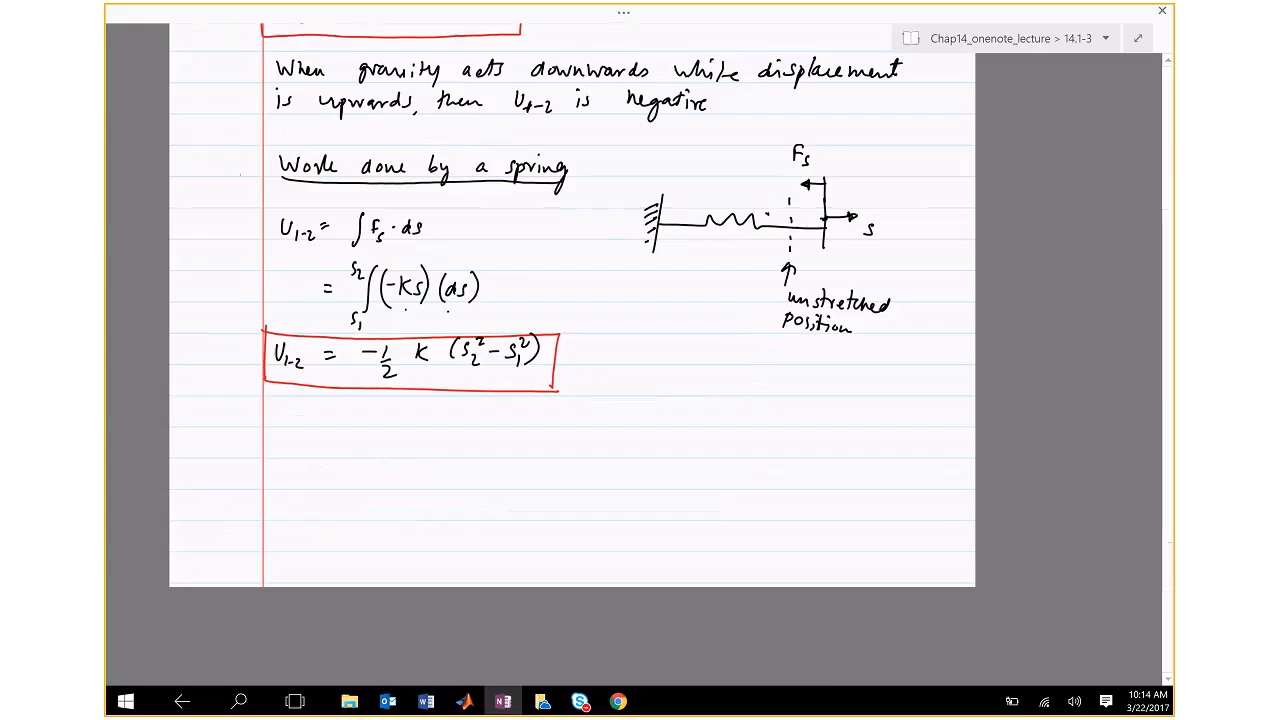 ...
Chap14_onenote_lecture > 14.1-3
When gravity acts downwards while displacement
is upwards, then U1-2 is negative
Work done by a spring
Fs
s
unstretched
position
U1-2 = ∫ Fs · ds
= s2 ∫ s1 (-Ks) (ds)
U1-2 = -1/2 K (s2² - s1²)
10:14 AM
3/22/2017